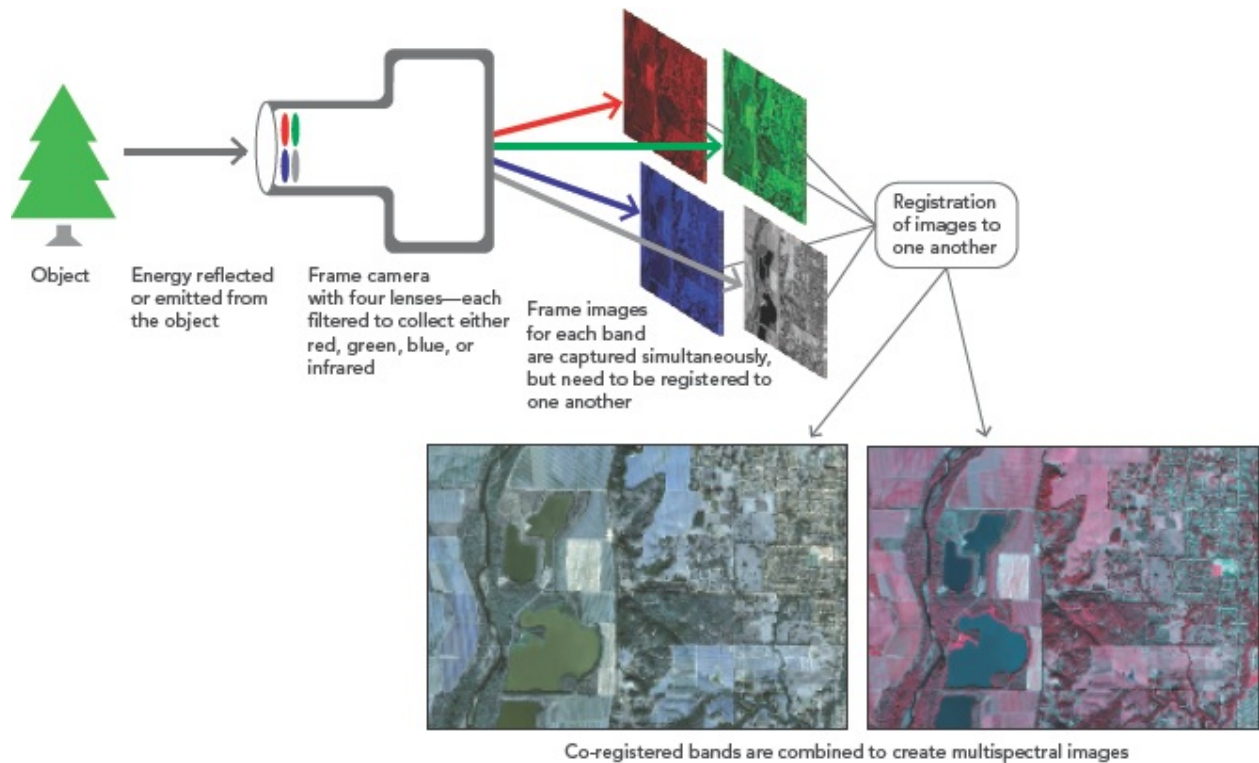 Object
Energy reflected
or emitted from
the object
Frame camera
with four lenses—each
filtered to collect either
red, green, blue, or
infrared
Frame images
for each band
are captured simultaneously,
but need to be registered to
one another
Registration
of images to
one another
Co-registered bands are combined to create multispectral images